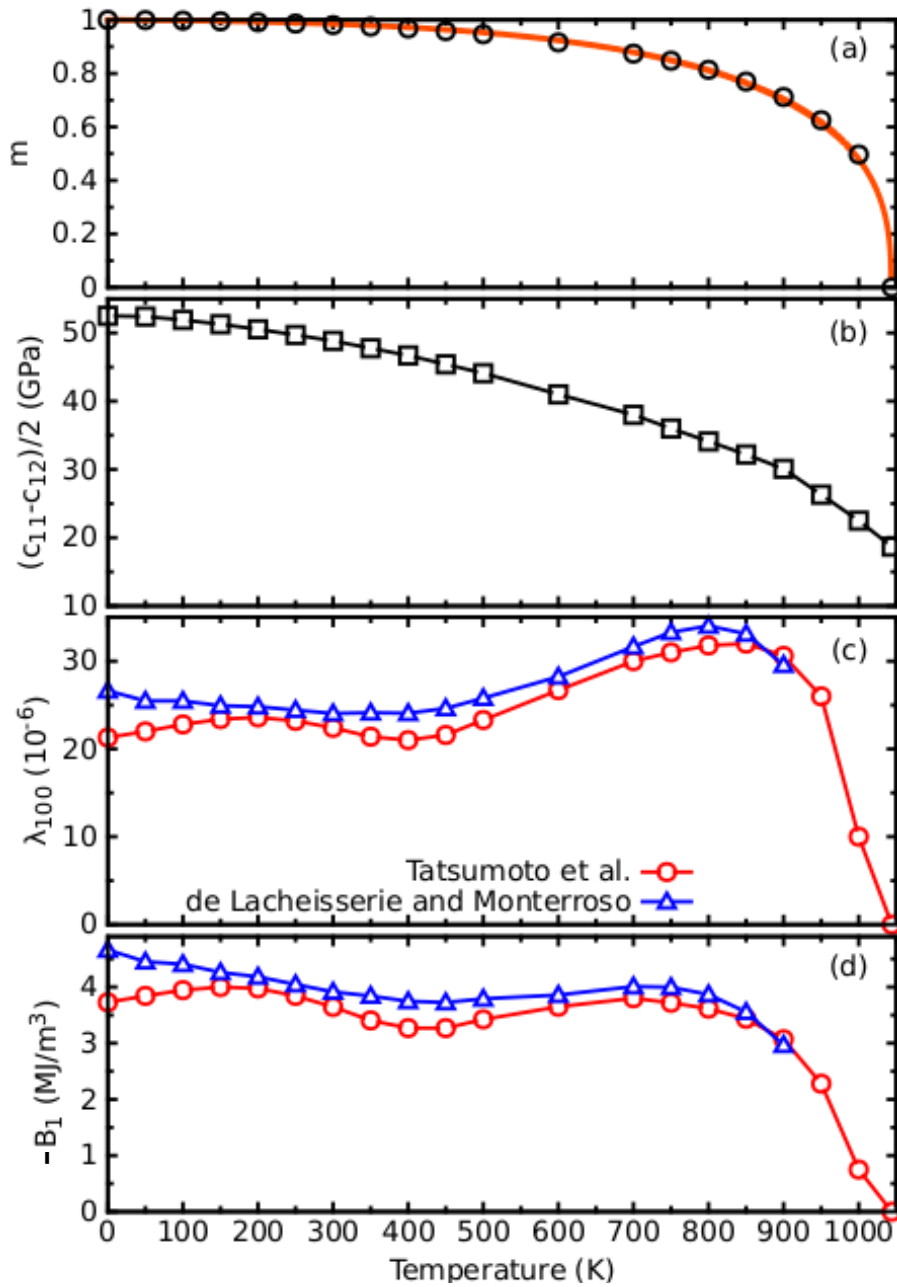 1
0.8
0.6
0.4
0.2
0
m
(a)
50
40
30
20
10
(c11-c12)/2 (GPa)
(b)
30
20
10
0
λ100 (10-6)
(c)
Tatsumoto et al.
de Lacheisserie and Monterroso
4
3
2
1
0
-B1 (MJ/m3)
(d)
0 100 200 300 400 500 600 700 800 900 1000
Temperature (K)